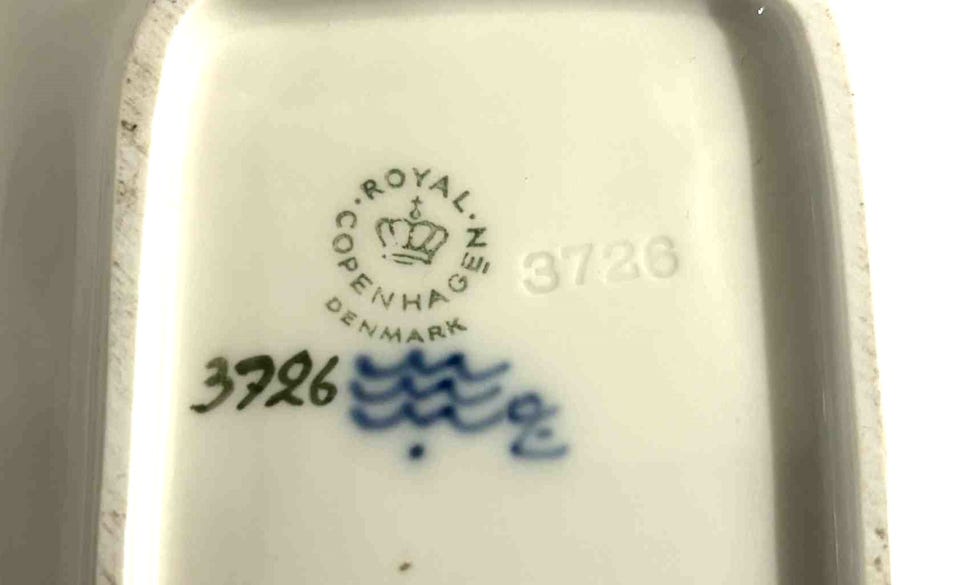 ROYAL
COPENHAGEN
DENMARK
3726
3726